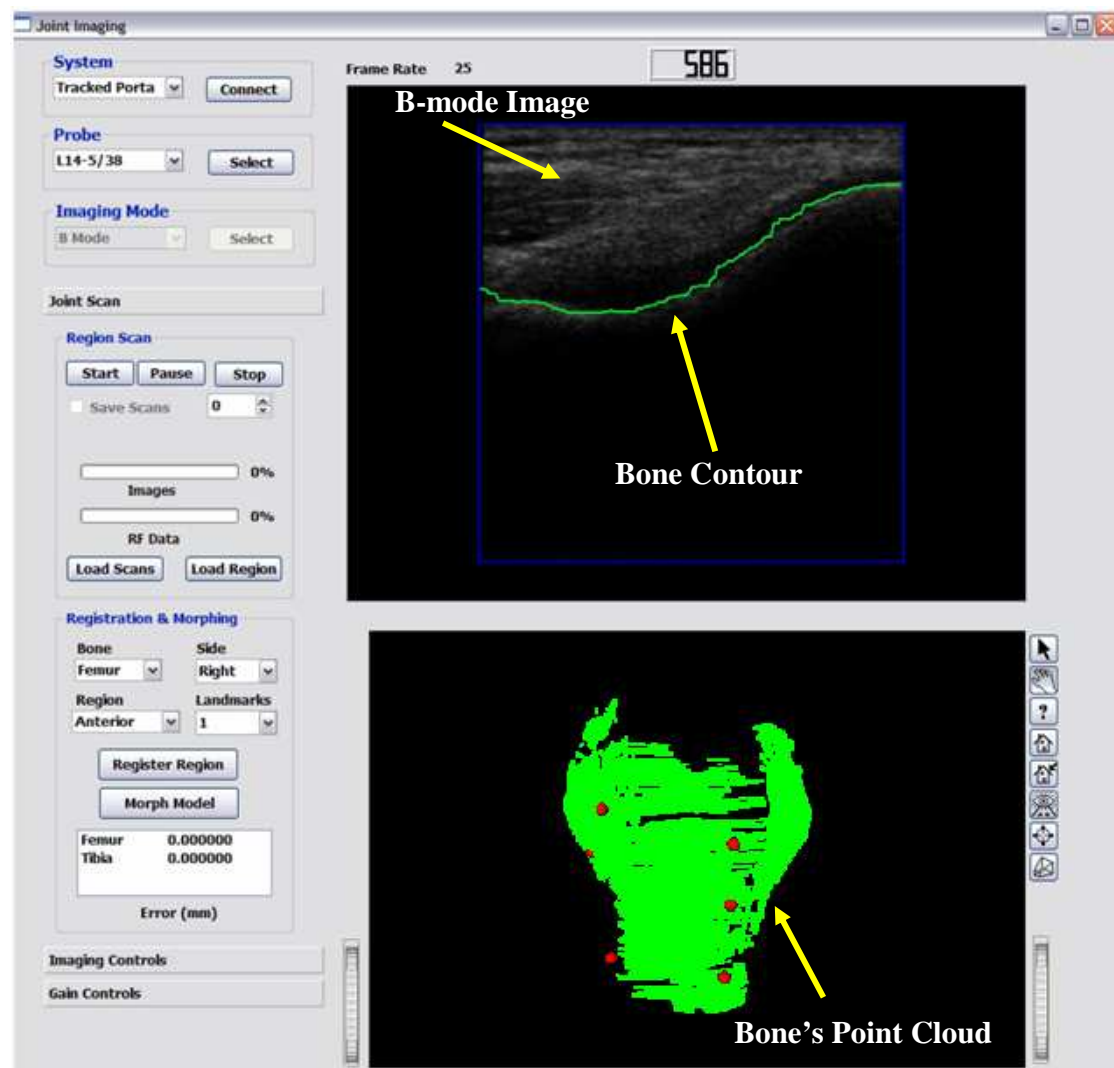 Joint Imaging
System
Tracked Porta
Connect
Probe
L14-5/38
Select
Imaging Mode
B Mode
Select
Joint Scan
Region Scan
Start
Pause
Stop
Save Scans
0
0%
Images
0%
RF Data
Load Scans
Load Region
Registration & Morphing
Bone
Side
Femur
Right
Region
Landmarks
Anterior
1
Register Region
Morph Model
Femur 0.000000
Tibia 0.000000
Error (mm)
Imaging Controls
Gain Controls
Frame Rate 25
586
B-mode Image
Bone Contour
?
Bone's Point Cloud